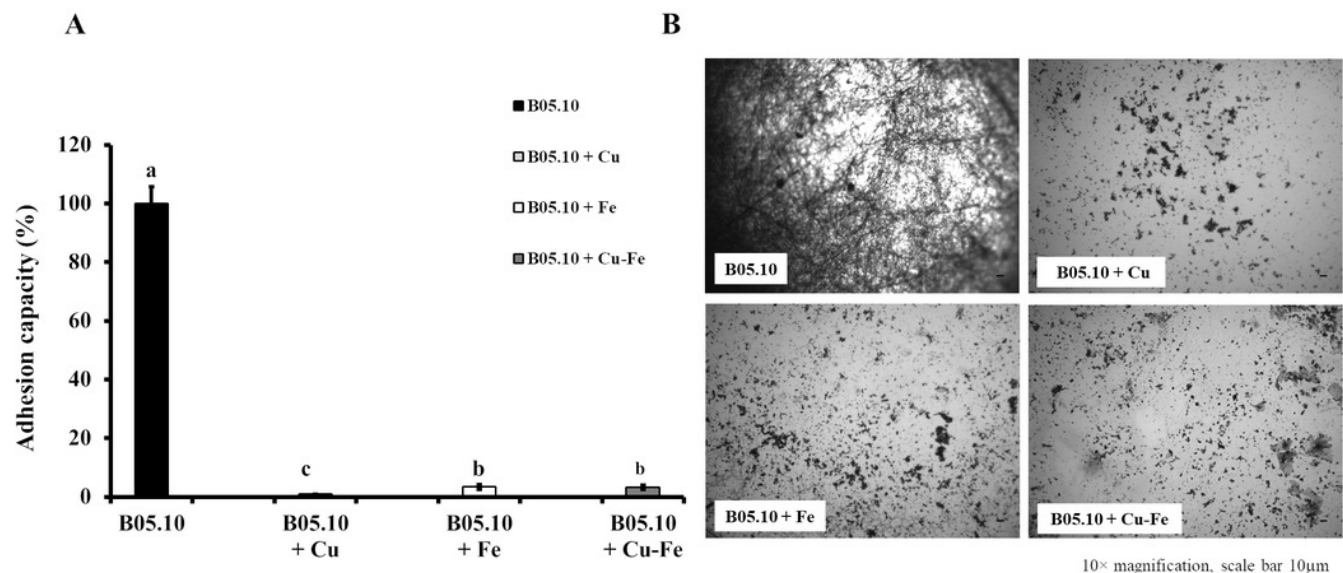 A
B
B05.10
B05.10 + Cu
B05.10 + Fe
B05.10 + Cu-Fe
Adhesion capacity (%)
120
100
80
60
40
20
0
a
c
b
b
B05.10
B05.10
+ Cu
B05.10
+ Fe
B05.10
+ Cu-Fe
B05.10
B05.10 + Cu
B05.10 + Fe
B05.10 + Cu-Fe
10× magnification, scale bar 10µm